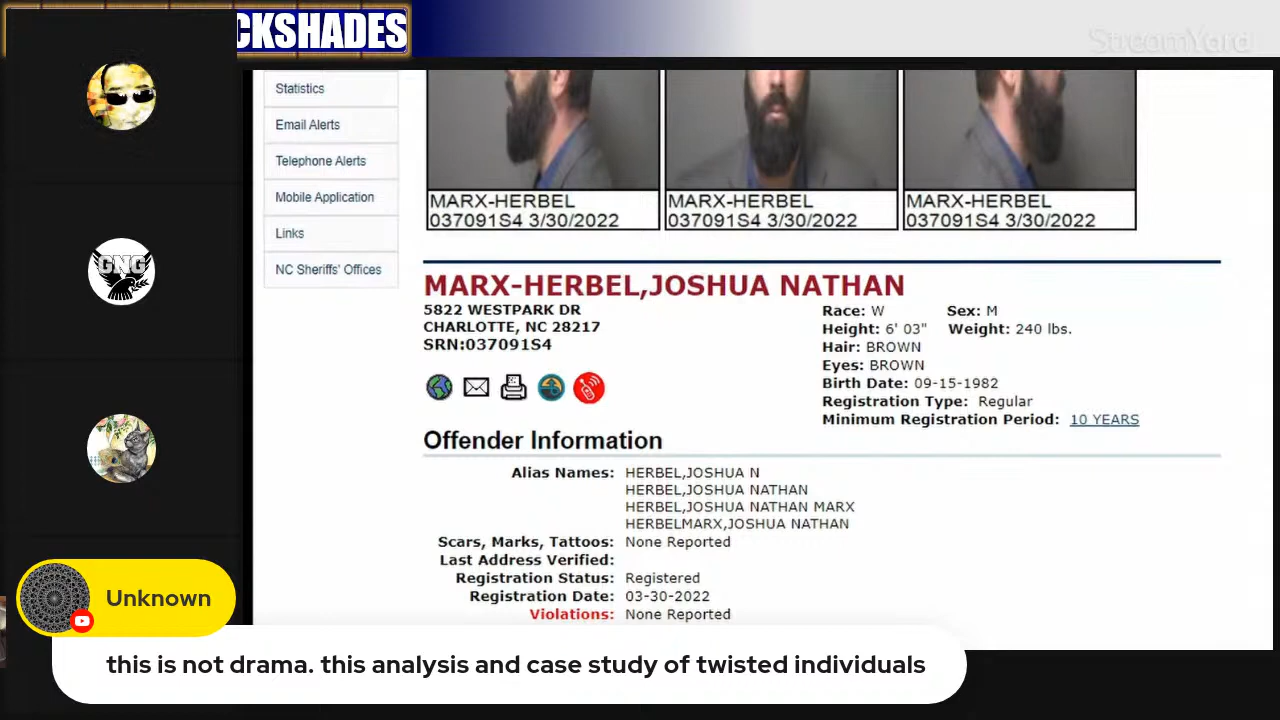 CKSHADES
StreamYard
GNG
Statistics
Email Alerts
Telephone Alerts
Mobile Application
Links
NC Sheriffs' Offices
MARX-HERBEL
037091S4 3/30/2022
MARX-HERBEL
037091S4 3/30/2022
MARX-HERBEL
037091S4 3/30/2022
MARX-HERBEL,JOSHUA NATHAN
5822 WESTPARK DR
CHARLOTTE, NC 28217
SRN:037091S4
Race: W Sex: M
Height: 6' 03" Weight: 240 lbs.
Hair: BROWN
Eyes: BROWN
Birth Date: 09-15-1982
Registration Type: Regular
Minimum Registration Period: 10 YEARS
Offender Information
Alias Names: HERBEL,JOSHUA N
HERBEL,JOSHUA NATHAN
HERBEL,JOSHUA NATHAN MARX
HERBELMARX,JOSHUA NATHAN
Scars, Marks, Tattoos: None Reported
Last Address Verified:
Registration Status: Registered
Registration Date: 03-30-2022
Violations: None Reported
Unknown
this is not drama. this analysis and case study of twisted individuals